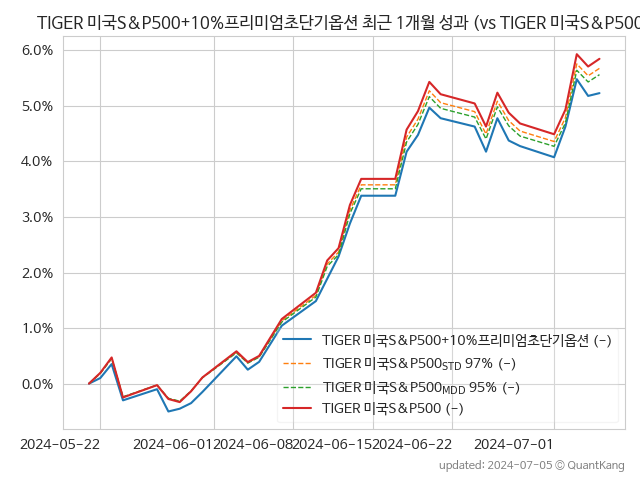 TIGER 미국S&P500+10%프리미엄초단기옵션 최근 1개월 성과 (vs TIGER 미국S&P500
6.0%
5.0%
4.0%
3.0%
2.0%
1.0%
0.0%
TIGER 미국S&P500+10%프리미엄초단기옵션 (-)
TIGER 미국S&P500STD 97% (-)
TIGER 미국S&P500MDD 95% (-)
TIGER 미국S&P500 (-)
2024-05-22 2024-06-01 2024-06-08 2024-06-15 2024-06-22 2024-07-01
updated: 2024-07-05 © QuantKang